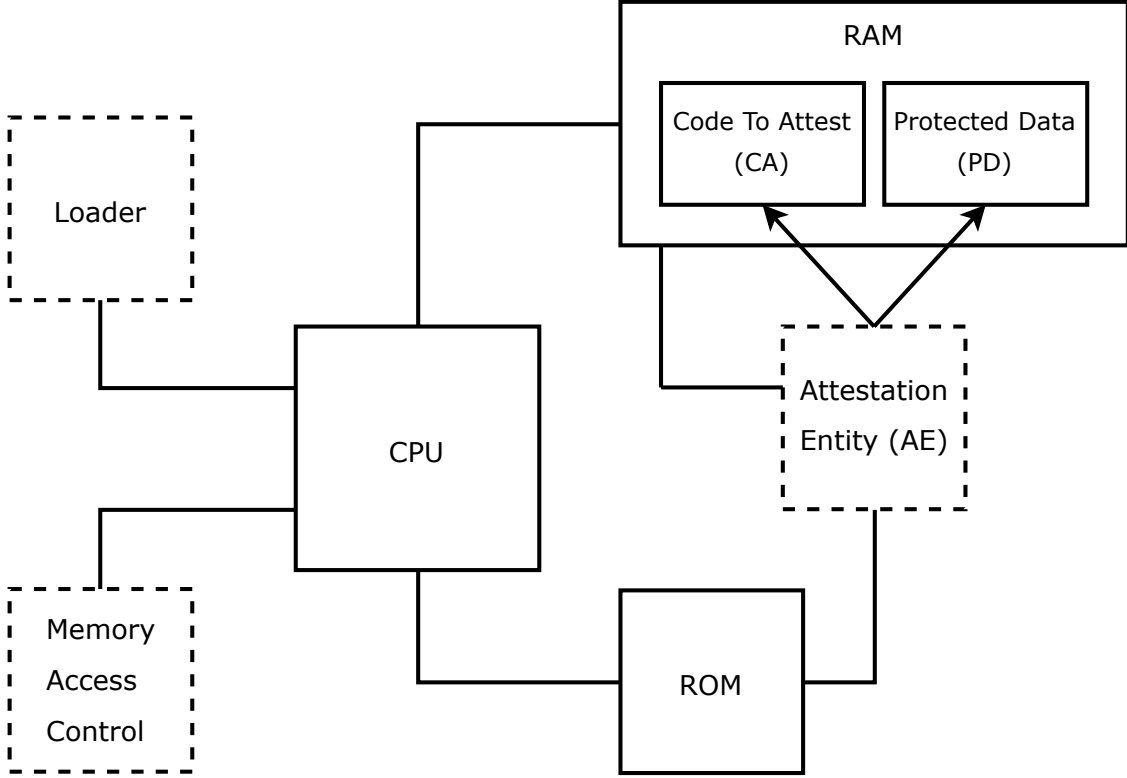 RAM
Code To Attest
(CA)
Protected Data
(PD)
Loader
Attestation
Entity (AE)
CPU
Memory
Access
Control
ROM